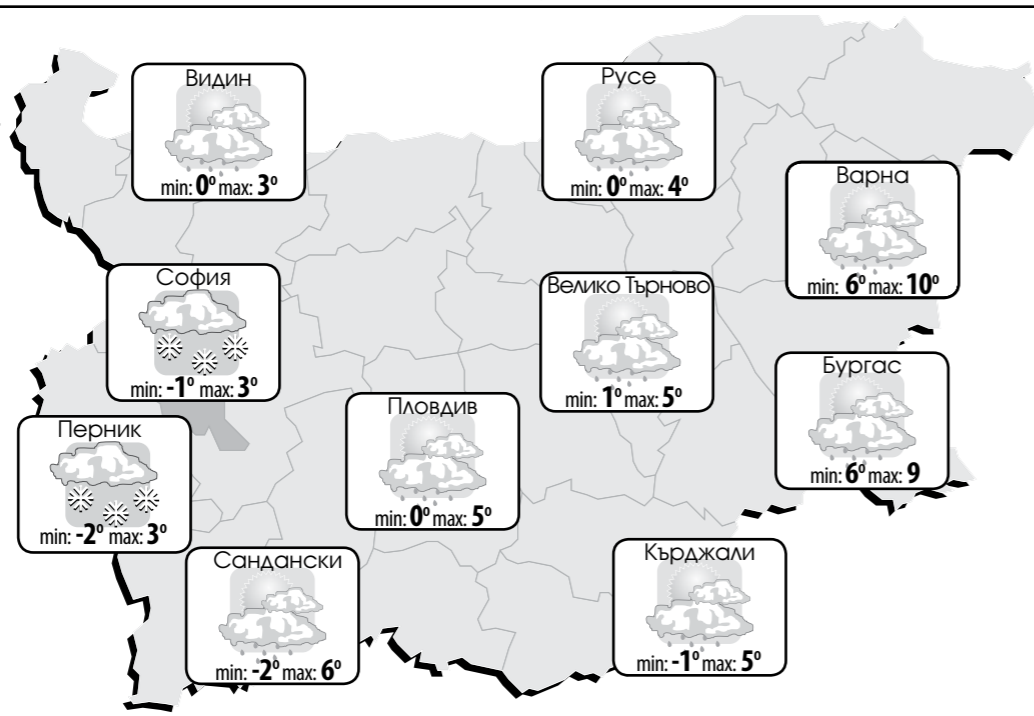 Видин
min: 0° max: 3°
Русе
min: 0° max: 4°
Варна
min: 6° max: 10°
София
min: -1° max: 3°
Велико Търново
min: 1° max: 5°
Бургас
min: 6° max: 9
Пловдив
min: 0° max: 5°
Перник
min: -2° max: 3°
Сандански
min: -2° max: 6°
Кърджали
min: -1° max: 5°